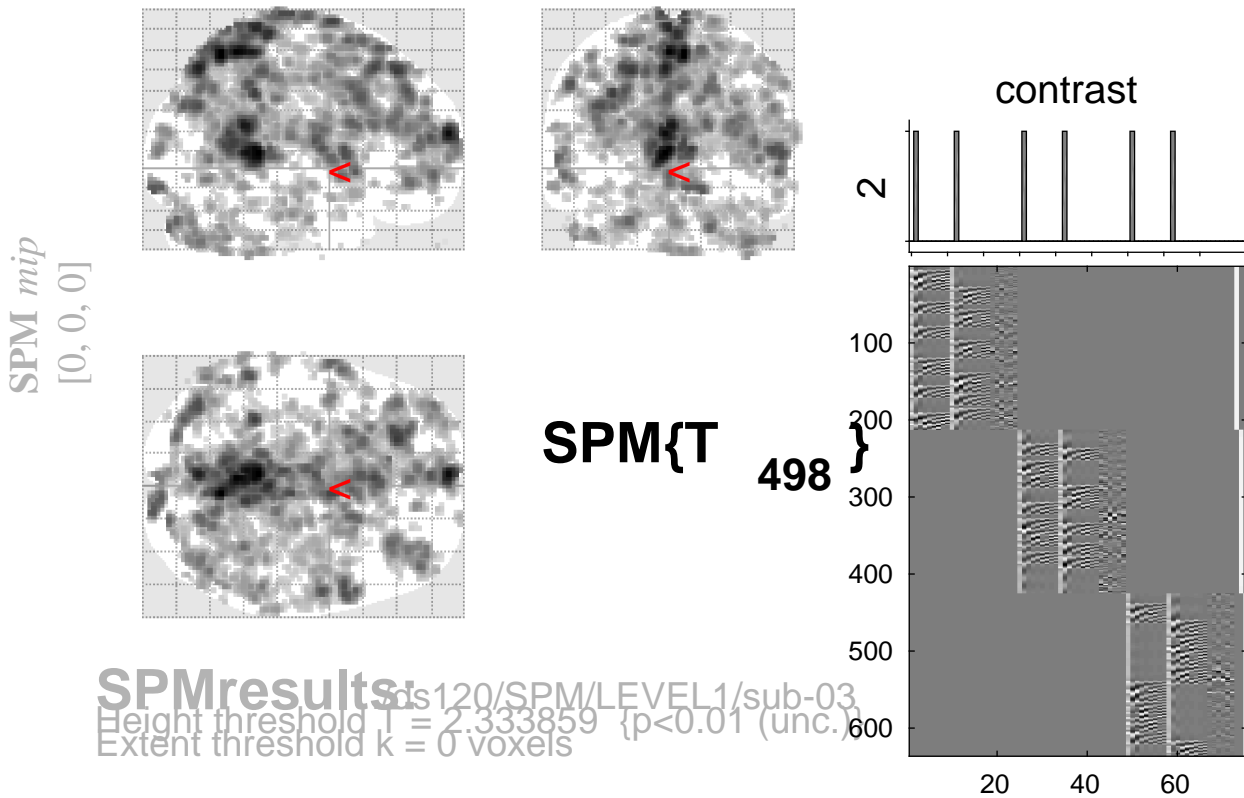 contrast
2
SPM mip
[0, 0, 0]
<
<
<
SPM{T 498 }
100
200
300
400
500
600
20 40 60
SPMresults: /ds120/SPM/LEVEL1/sub-03
Height threshold T = 2.333859 {p<0.01 (unc.)}
Extent threshold k = 0 voxels